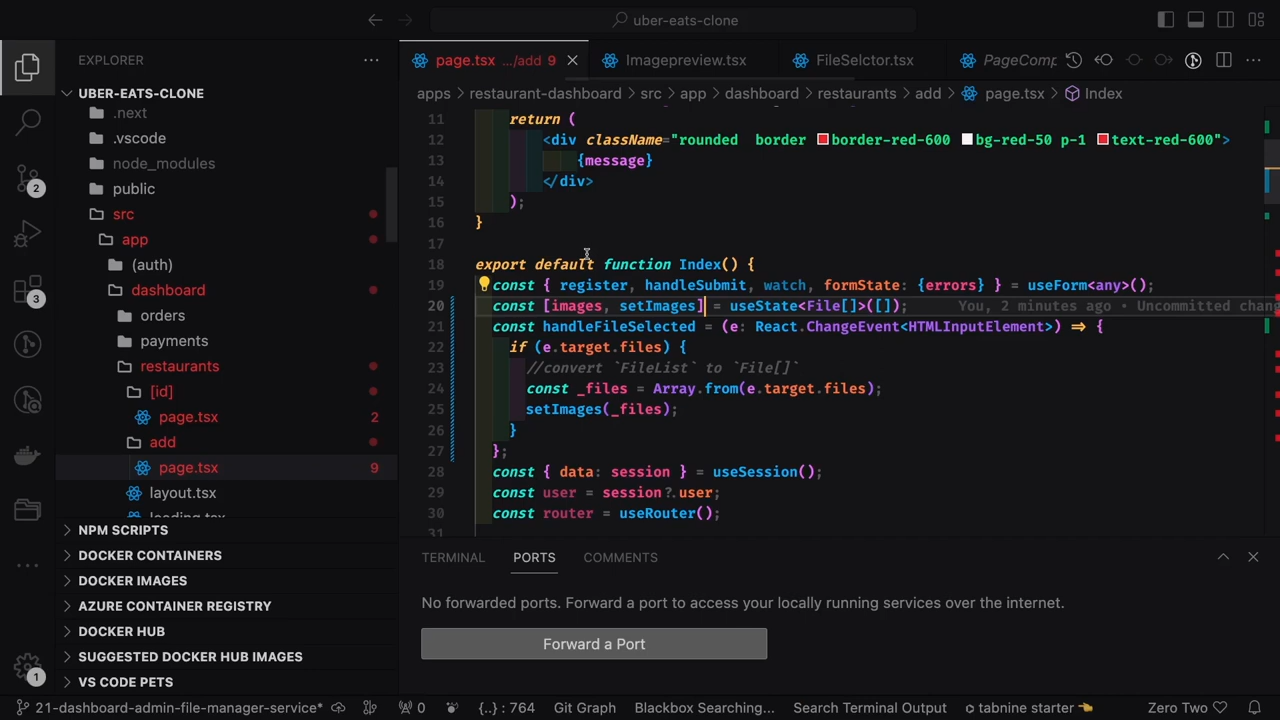 uber-eats-clone
EXPLORER
UBER-EATS-CLONE
.next
.vscode
node_modules
public
src
app
(auth)
dashboard
orders
payments
restaurants
[id]
page.tsx 2
add
page.tsx 9
layout.tsx
loading.tsx
NPM SCRIPTS
DOCKER CONTAINERS
DOCKER IMAGES
AZURE CONTAINER REGISTRY
DOCKER HUB
SUGGESTED DOCKER HUB IMAGES
VS CODE PETS
2
3
1
page.tsx .../add 9
Imagepreview.tsx
FileSelctor.tsx
PageComp
apps > restaurant-dashboard > src > app > dashboard > restaurants > add > page.tsx > Index
11 return (
12 <div className="rounded  border border-red-600 bg-red-50 p-1 text-red-600">
13 {message}
14 </div>
15 );
16 }
17
18 export default function Index() {
19 const { register, handleSubmit, watch, formState: {errors} } = useForm<any>();
20 const [images, setImages] = useState<File[]>([]); You, 2 minutes ago • Uncommitted chang
21 const handleFileSelected = (e: React.ChangeEvent<HTMLInputElement>) => {
22 if (e.target.files) {
23 //convert `FileList` to `File[]`
24 const _files = Array.from(e.target.files);
25 setImages(_files);
26 }
27 };
28 const { data: session } = useSession();
29 const user = session?.user;
30 const router = useRouter();
31
TERMINAL PORTS COMMENTS
No forwarded ports. Forward a port to access your locally running services over the internet.
Forward a Port
21-dashboard-admin-file-manager-service* 0 {..} : 764 Git Graph Blackbox Searching... Search Terminal Output tabnine starter Zero Two